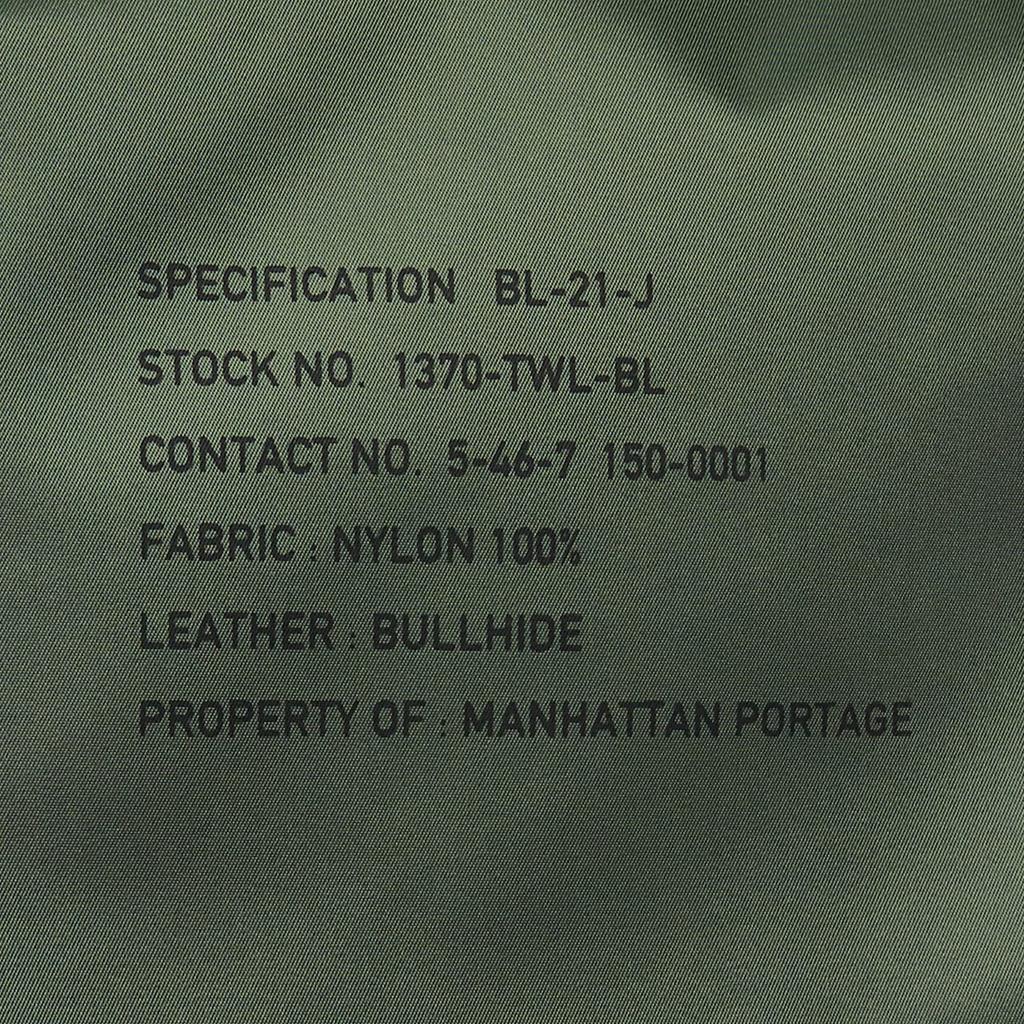 SPECIFICATION BL-21-J
STOCK NO. 1370-TWL-BL
CONTACT NO. 5-46-7 150-0001
FABRIC : NYLON 100%
LEATHER : BULLHIDE
PROPERTY OF : MANHATTAN PORTAGE